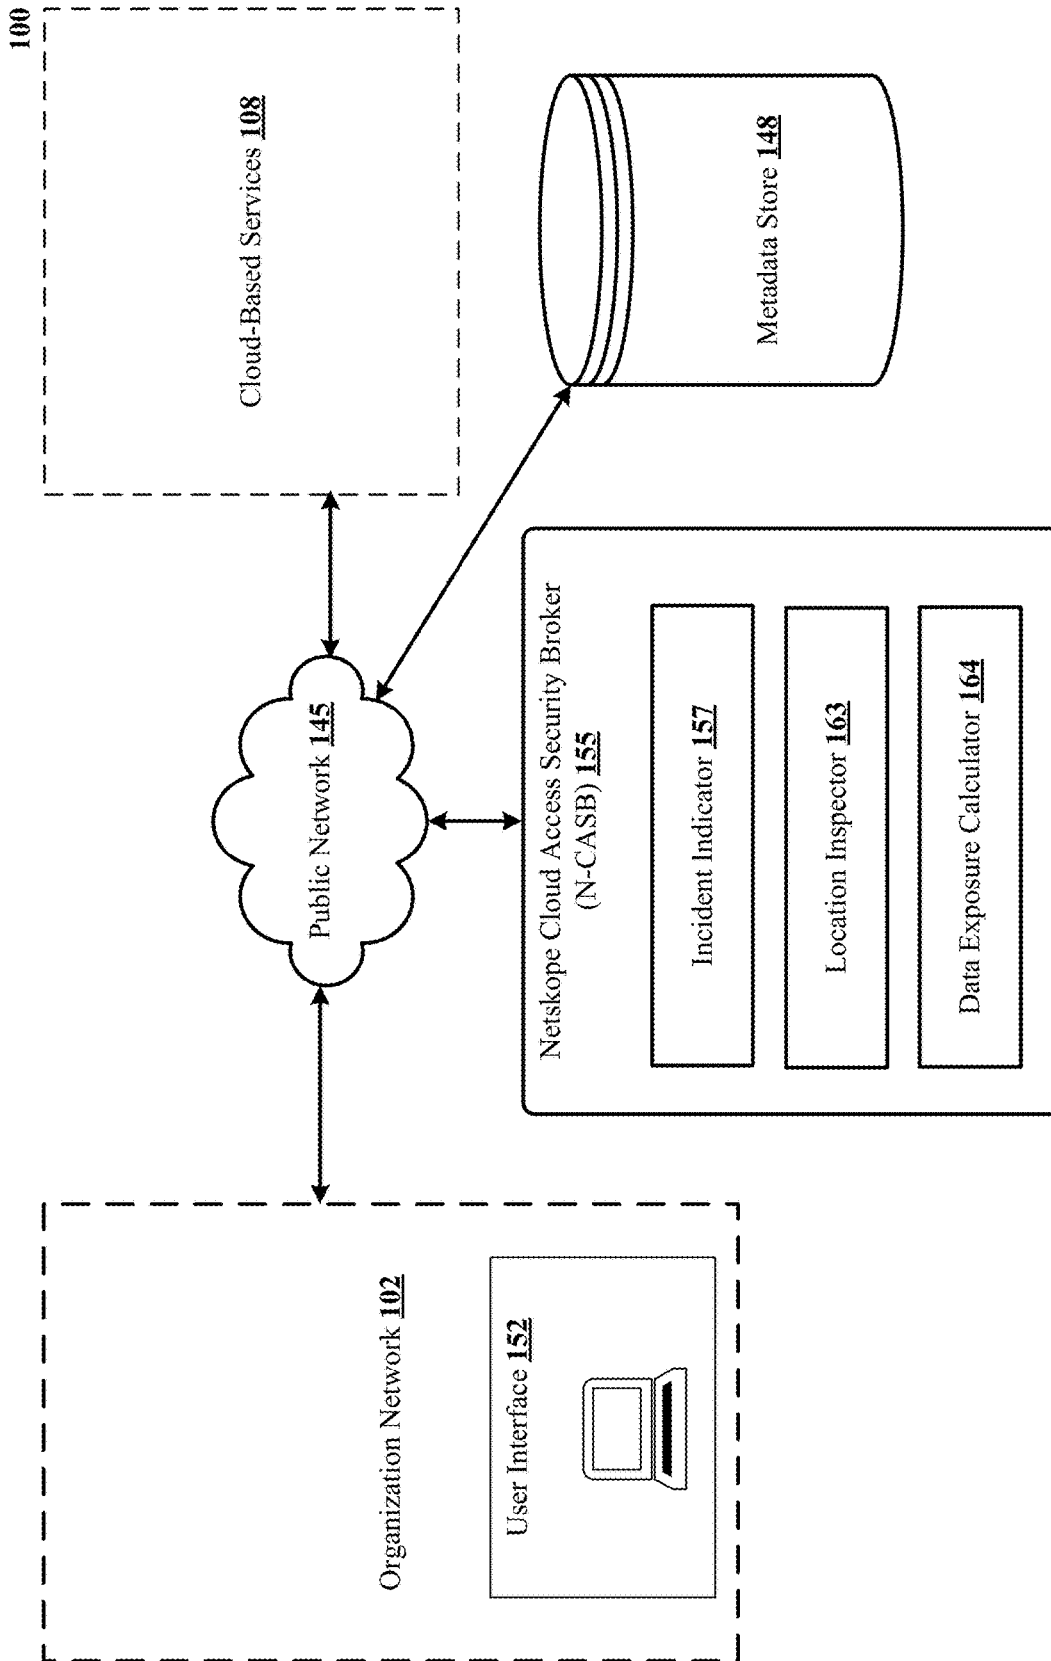 100
Organization Network 102
User Interface 152
Public Network 145
Cloud-Based Services 108
Netskope Cloud Access Security Broker
(N-CASB) 155
Incident Indicator 157
Location Inspector 163
Data Exposure Calculator 164
Metadata Store 148